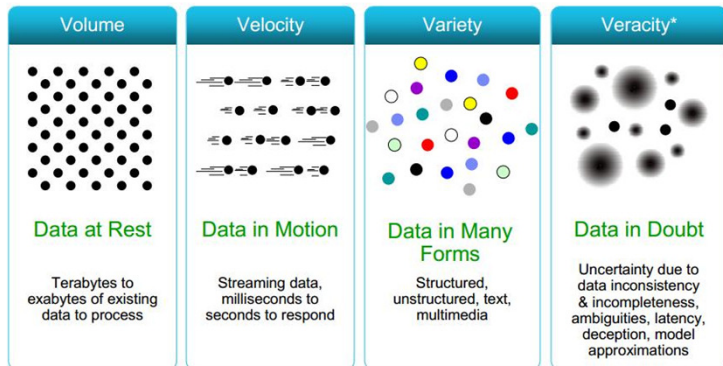 Volume
Data at Rest
Terabytes to
exabytes of existing
data to process
Velocity
Data in Motion
Streaming data,
milliseconds to
seconds to respond
Variety
Data in Many
Forms
Structured,
unstructured, text,
multimedia
Veracity*
Data in Doubt
Uncertainty due to
data inconsistency
& incompleteness,
ambiguities, latency,
deception, model
approximations